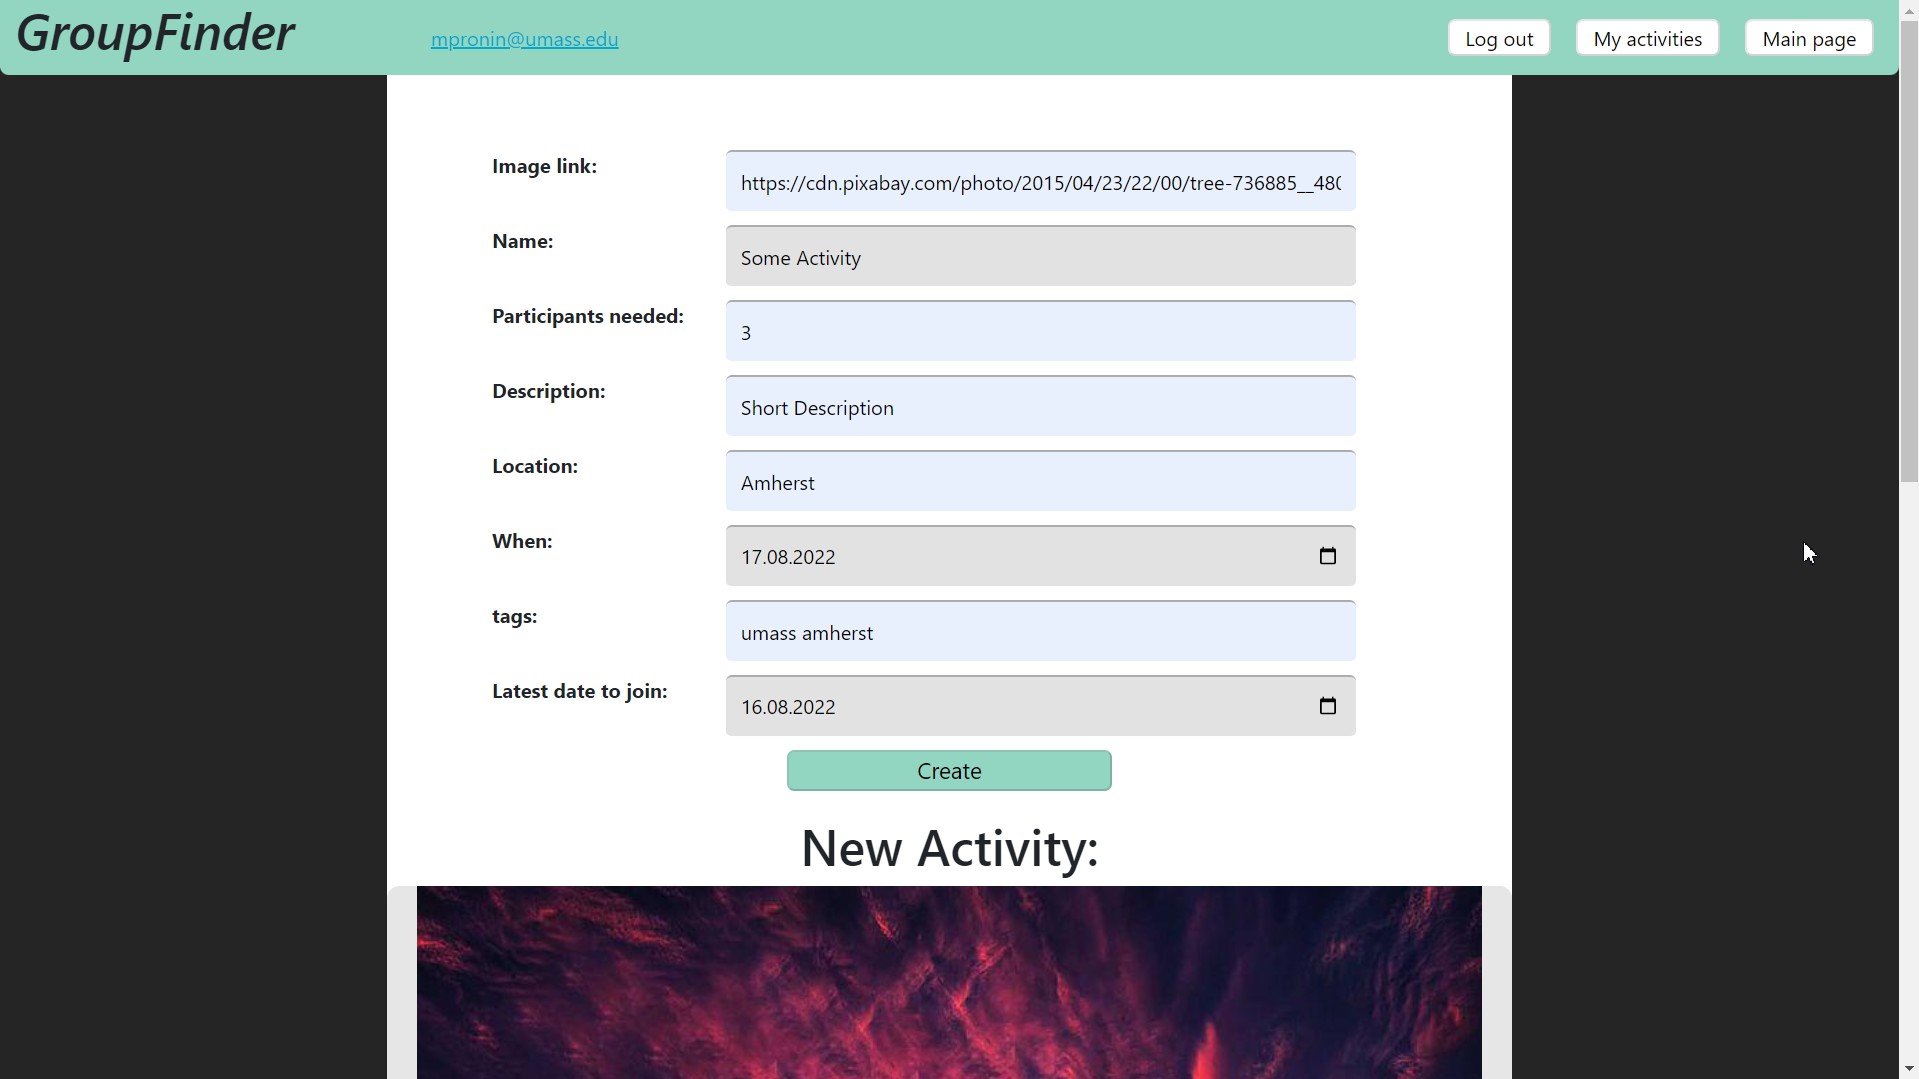 GroupFinder
mpronin@umass.edu
Log out
My activities
Main page
Image link:
https://cdn.pixabay.com/photo/2015/04/23/22/00/tree-736885__480
Name:
Some Activity
Participants needed:
3
Description:
Short Description
Location:
Amherst
When:
17.08.2022
tags:
umass amherst
Latest date to join:
16.08.2022
Create
New Activity: